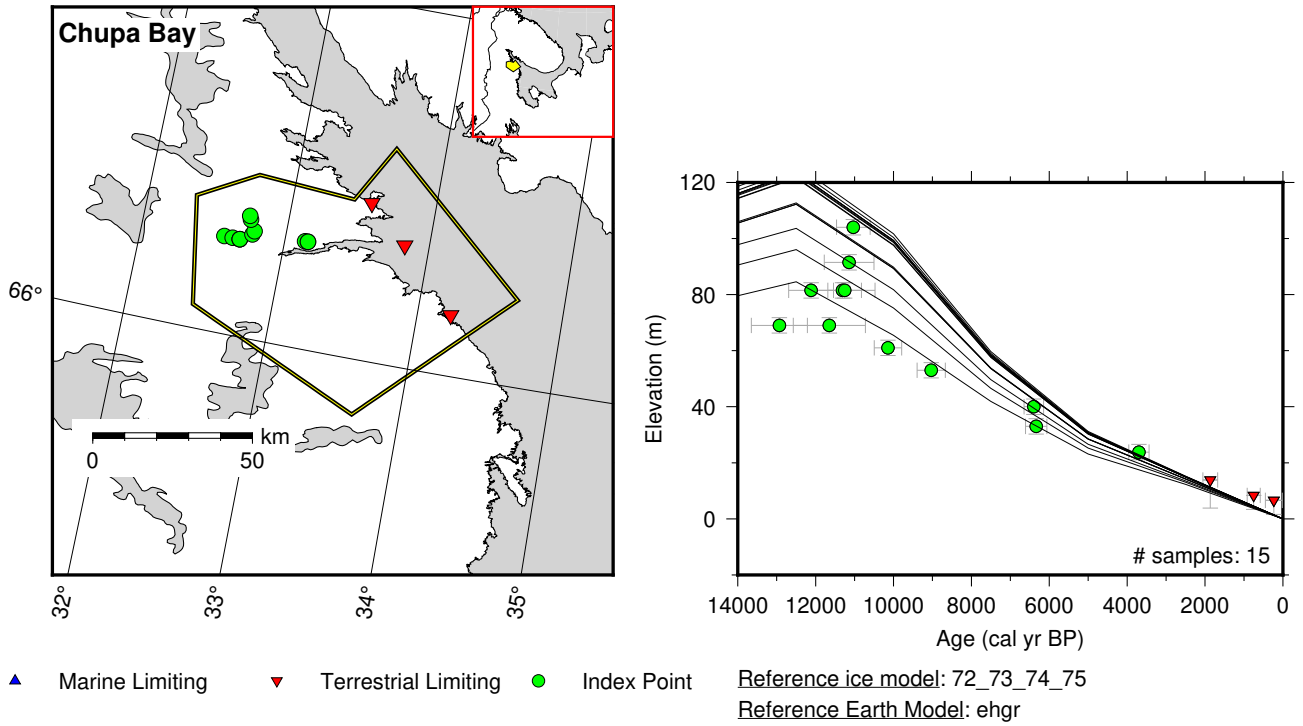 Chupa Bay
66°
km
0 50
32° 33° 34° 35°
120
80
40
0
Elevation (m)
# samples: 15
14000 12000 10000 8000 6000 4000 2000 0
Age (cal yr BP)
Marine Limiting Terrestrial Limiting Index Point
Reference ice model: 72_73_74_75
Reference Earth Model: ehgr